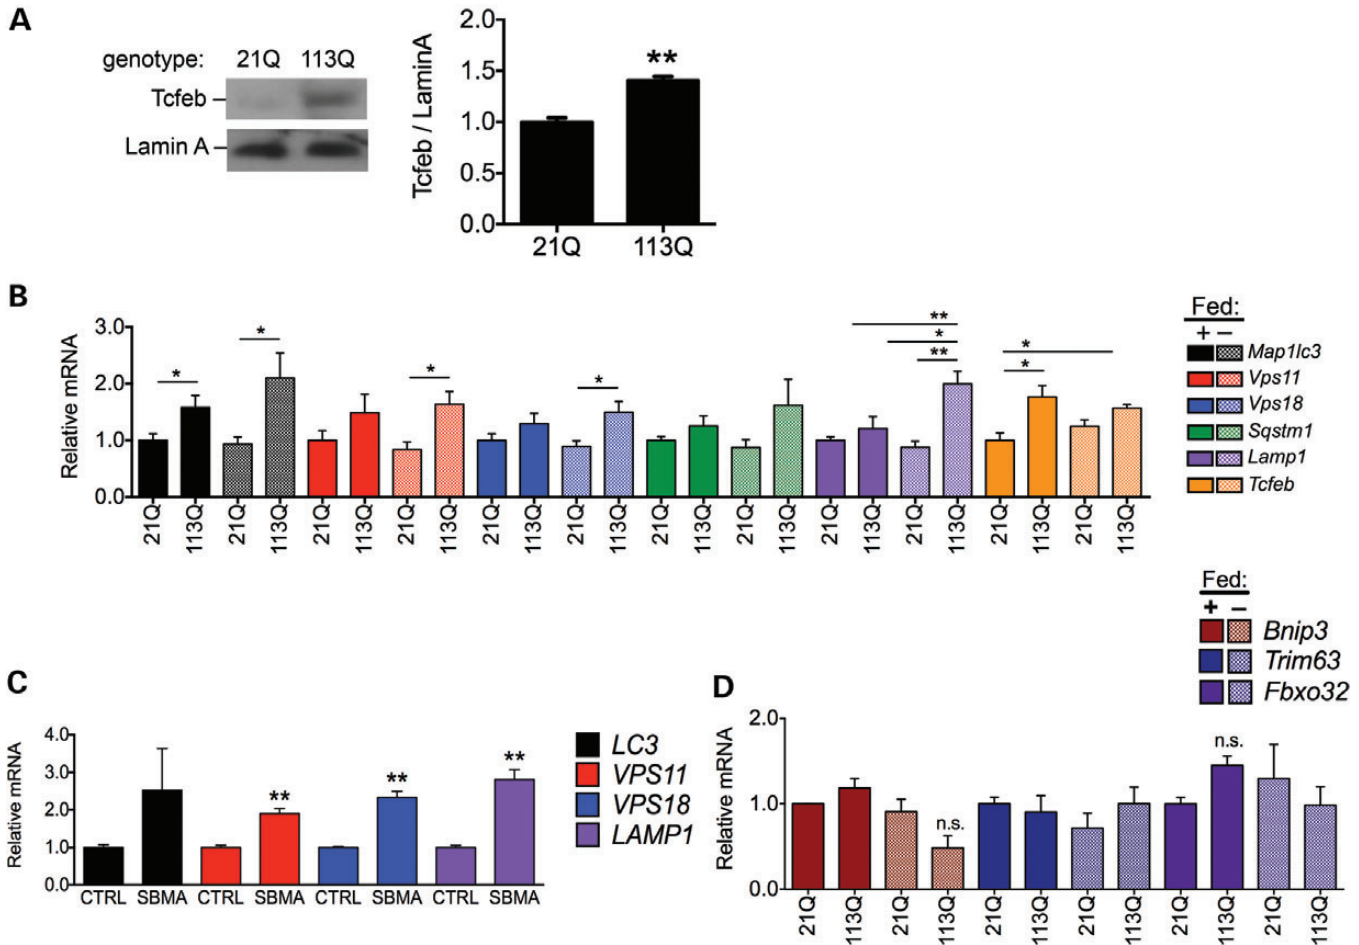 A
genotype: 21Q 113Q
Tcfeb
Lamin A
Tcfeb / LaminA
2.0
1.5
1.0
0.5
0.0
**
21Q 113Q
B
Relative mRNA
3.0
2.0
1.0
0.0
* * * * ** * ** * *
21Q 113Q 21Q 113Q 21Q 113Q 21Q 113Q 21Q 113Q 21Q 113Q 21Q 113Q 21Q 113Q 21Q 113Q 21Q 113Q 21Q 113Q 21Q 113Q
Fed:
+ −
Map1lc3
Vps11
Vps18
Sqstm1
Lamp1
Tcfeb
C
Relative mRNA
4.0
3.0
2.0
1.0
0.0
** ** **
CTRL SBMA CTRL SBMA CTRL SBMA CTRL SBMA
LC3
VPS11
VPS18
LAMP1
D
Fed:
+ −
Bnip3
Trim63
Fbxo32
Relative mRNA
2.0
1.0
0.0
n.s. n.s.
21Q 113Q 21Q 113Q 21Q 113Q 21Q 113Q 21Q 113Q 21Q 113Q